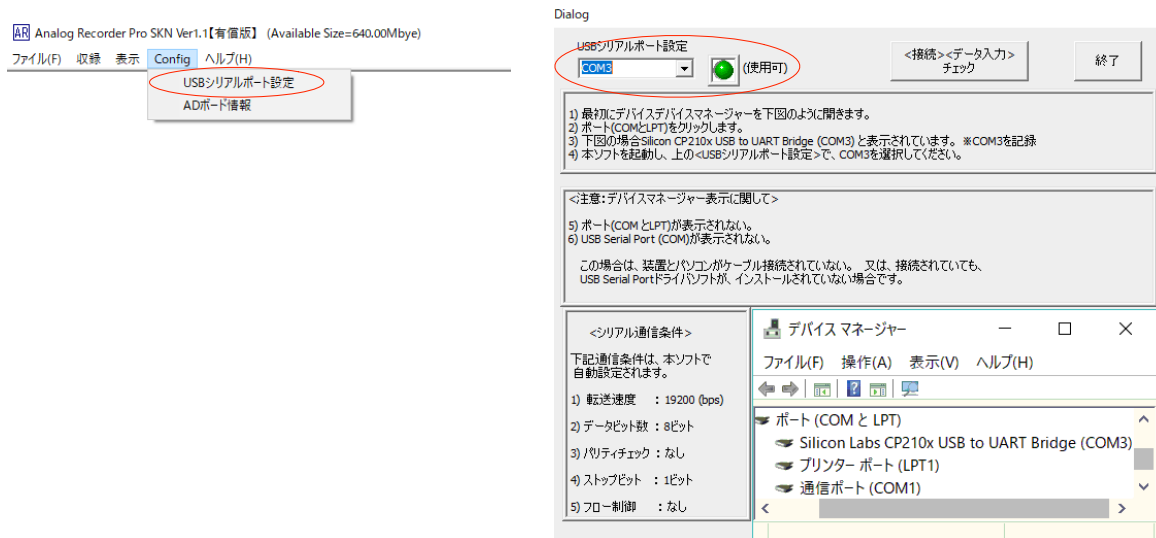 AR Analog Recorder Pro SKN Ver1.1【有償版】 (Available Size=640.00Mbye)
ファイル(F) 収録 表示 Config ヘルプ(H)
USBシリアルポート設定
ADボード情報
Dialog
USBシリアルポート設定
COM3
(使用可)
<接続><データ入力>
チェック
終了
1) 最初にデバイスデバイスマネージャーを下図のように開きます。
2) ポート(COMとLPT)をクリックします。
3) 下図の場合Silicon CP210x USB to UART Bridge (COM3) と表示されています。 ※COM3を記録
4) 本ソフトを起動し、上の<USBシリアルポート設定>で、COM3を選択してください。
<注意:デバイスマネージャー表示に関して>
5) ポート(COM とLPT)が表示されない。
6) USB Serial Port (COM)が表示されない。
この場合は、装置とパソコンがケーブル接続されていない。 又は、接続されていても、
USB Serial Portドライバソフトが、インストールされていない場合です。
<シリアル通信条件>
下記通信条件は、本ソフトで
自動設定されます。
1) 転送速度 : 19200 (bps)
2) データビット数 : 8ビット
3) パリティチェック : なし
4) ストップビット : 1ビット
5) フロー制御 : なし
デバイス マネージャー
ファイル(F) 操作(A) 表示(V) ヘルプ(H)
ポート (COM と LPT)
Silicon Labs CP210x USB to UART Bridge (COM3)
プリンター ポート (LPT1)
通信ポート (COM1)